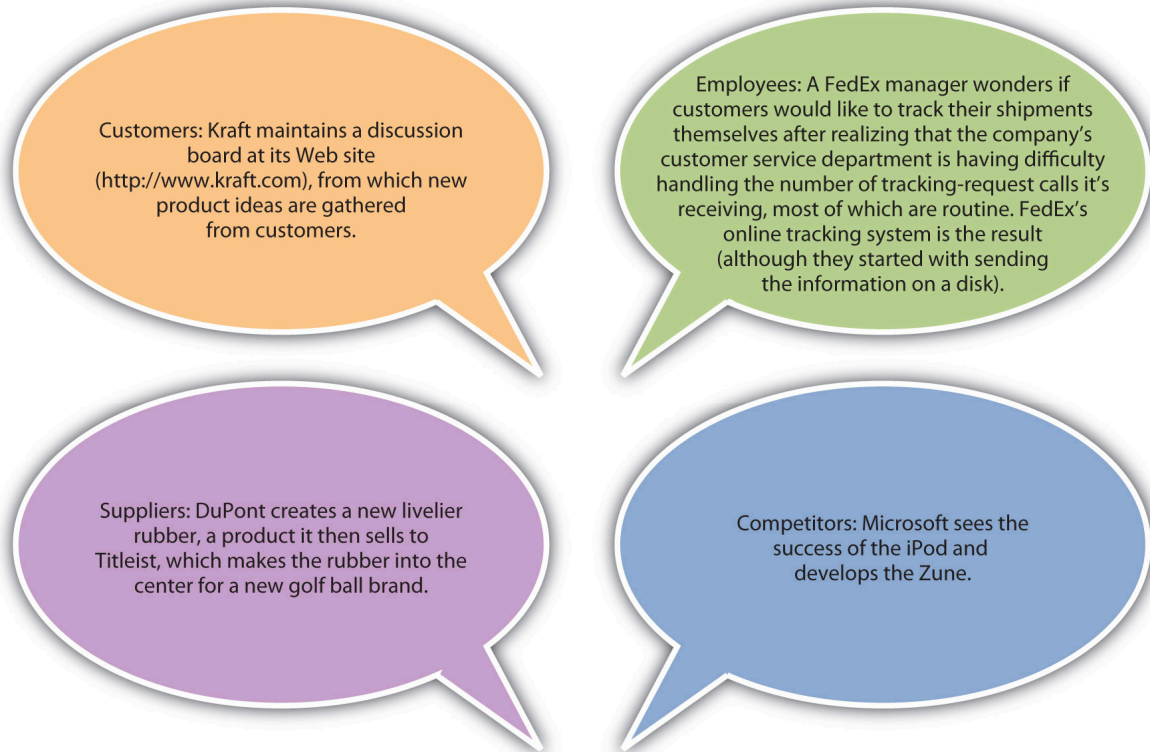 Customers: Kraft maintains a discussion
board at its Web site
(http://www.kraft.com), from which new
product ideas are gathered
from customers.
Employees: A FedEx manager wonders if
customers would like to track their shipments
themselves after realizing that the company's
customer service department is having difficulty
handling the number of tracking-request calls it's
receiving, most of which are routine. FedEx's
online tracking system is the result
(although they started with sending
the information on a disk).
Suppliers: DuPont creates a new livelier
rubber, a product it then sells to
Titleist, which makes the rubber into the
center for a new golf ball brand.
Competitors: Microsoft sees the
success of the iPod and
develops the Zune.